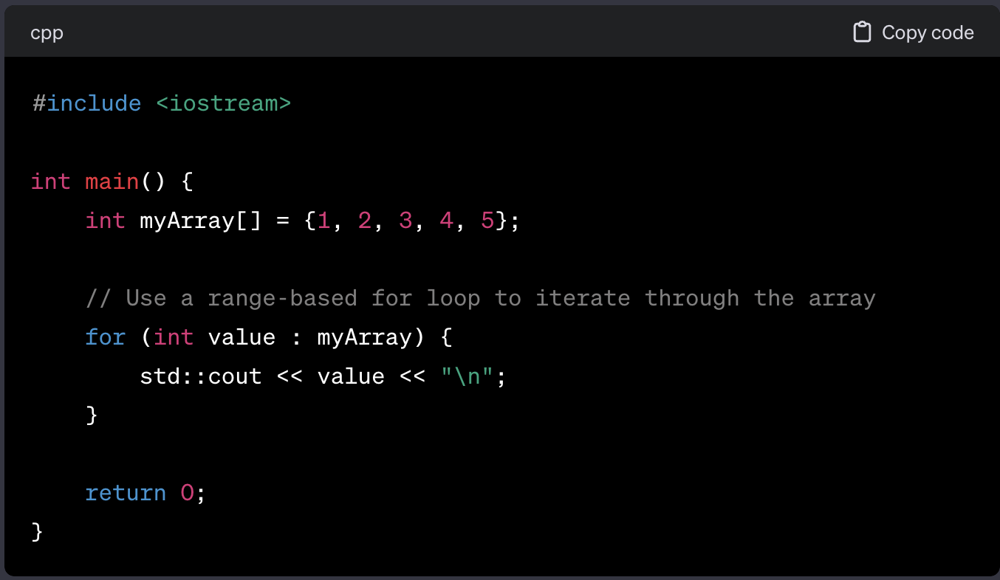 cpp
Copy code
#include <iostream>
int main() {
    int myArray[] = {1, 2, 3, 4, 5};
    // Use a range-based for loop to iterate through the array
    for (int value : myArray) {
        std::cout << value << "\n";
    }
    return 0;
}